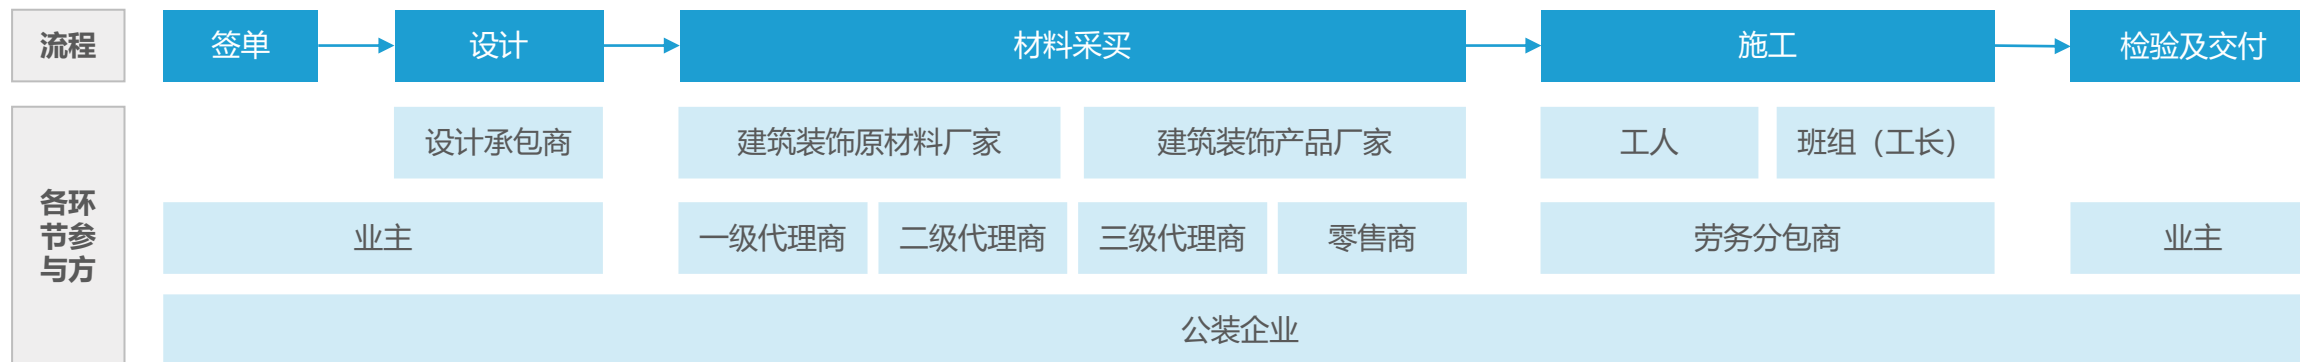 流程
签单
设计
材料采买
施工
检验及交付
各环
节参
与方
设计承包商
建筑装饰原材料厂家
建筑装饰产品厂家
工人
班组（工长）
业主
一级代理商
二级代理商
三级代理商
零售商
劳务分包商
业主
公装企业